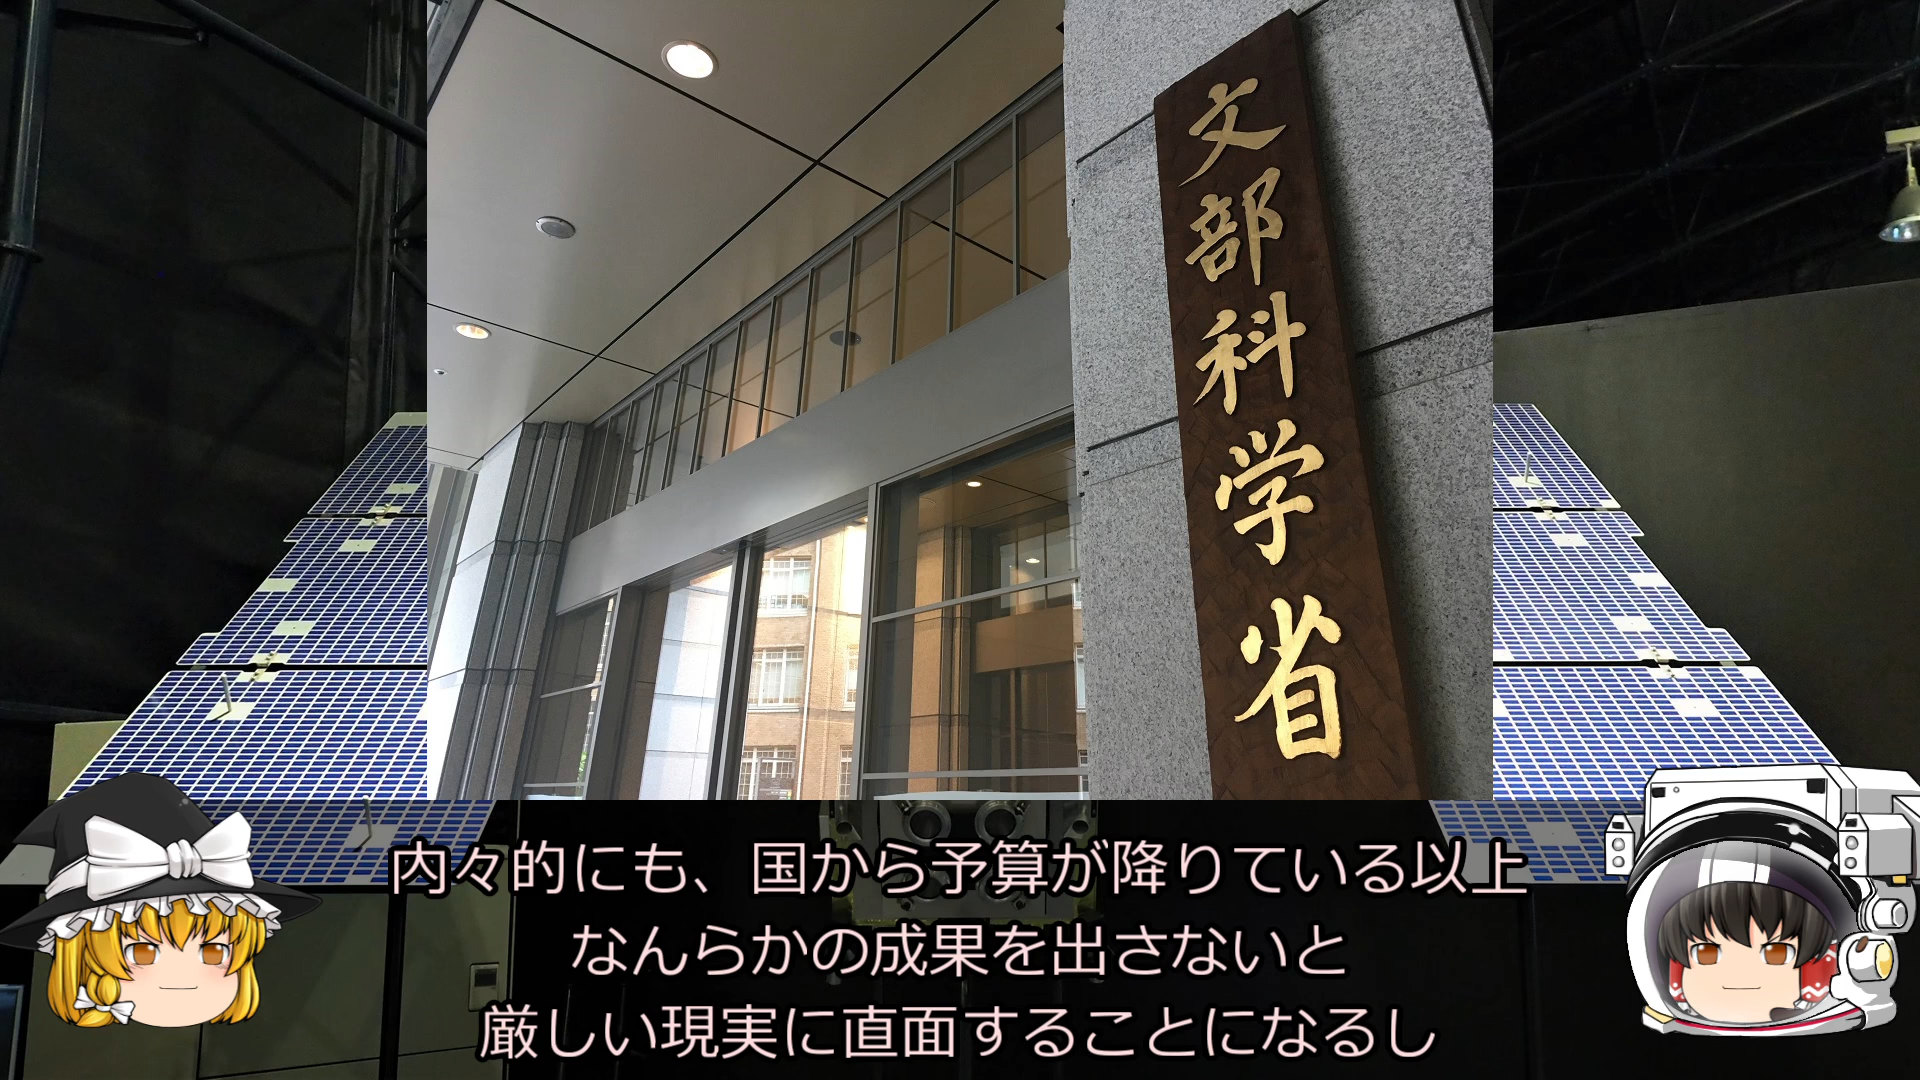 文部科学省
内々的にも、国から予算が降りている以上
なんらかの成果を出さないと
厳しい現実に直面することになるし